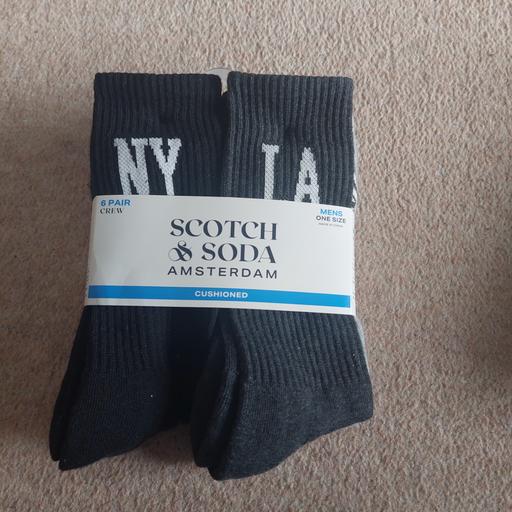 NY
LA
6 PAIR
CREW
SCOTCH
& SODA
AMSTERDAM
MENS
ONE SIZE
CUSHIONED